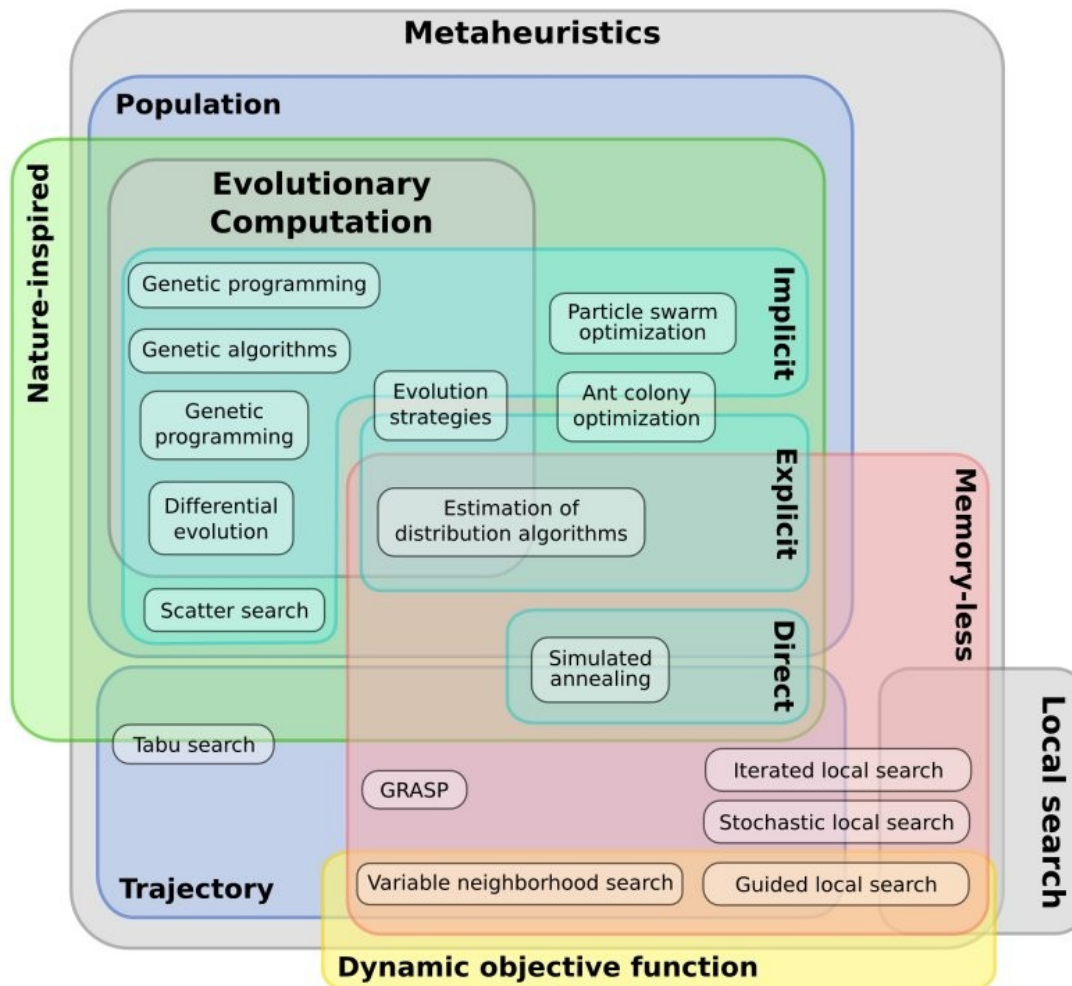 Metaheuristics
Population
Nature-inspired
Evolutionary
Computation
Implicit
Genetic programming
Particle swarm
optimization
Genetic algorithms
Evolution
strategies
Ant colony
optimization
Genetic
programming
Explicit
Memory-less
Differential
evolution
Estimation of
distribution algorithms
Scatter search
Direct
Simulated
annealing
Local search
Tabu search
Iterated local search
GRASP
Stochastic local search
Trajectory
Variable neighborhood search
Guided local search
Dynamic objective function